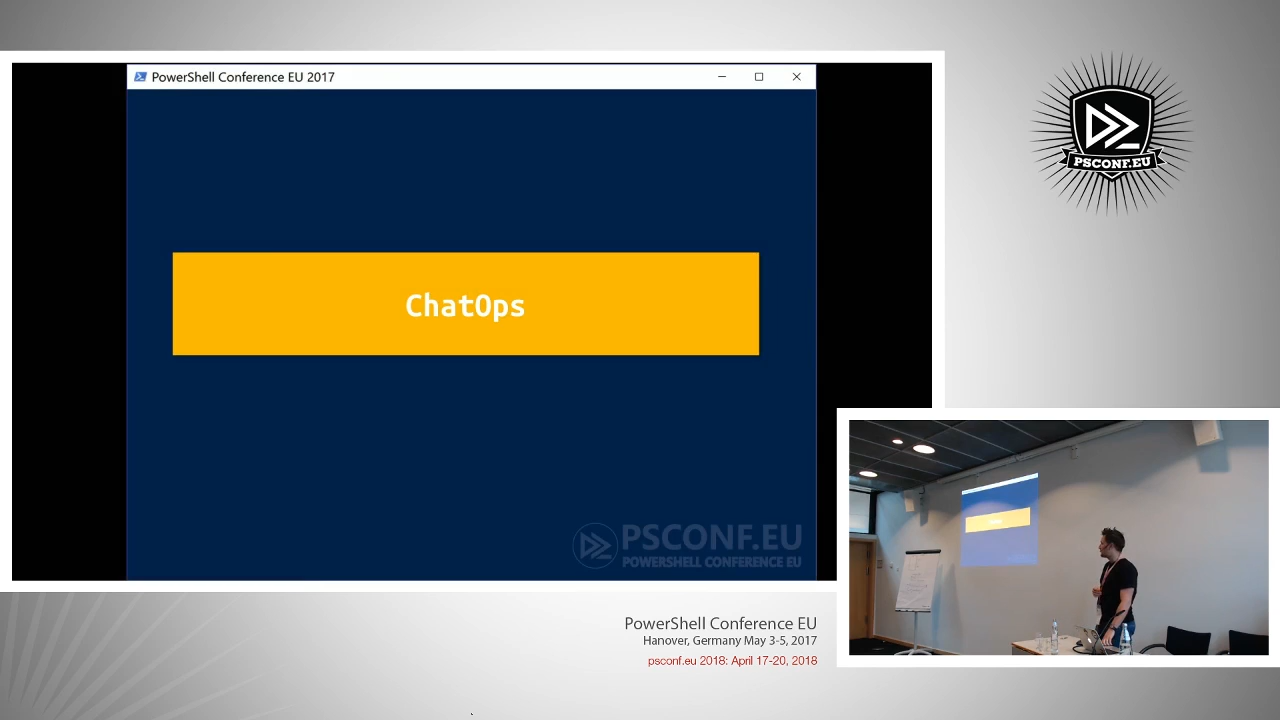 PowerShell Conference EU 2017
ChatOps
PSCONF.EU
POWERSHELL CONFERENCE EU
PSCONF.EU
PowerShell Conference EU
Hanover, Germany May 3-5, 2017
psconf.eu 2018: April 17-20, 2018